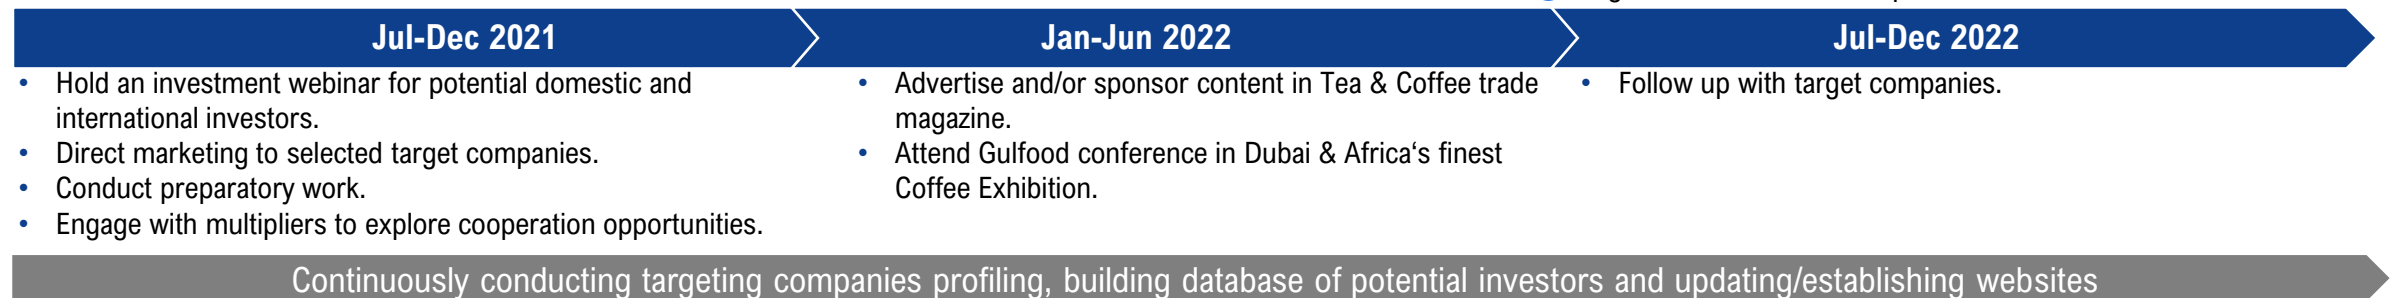 Jul-Dec 2021
Jan-Jun 2022
Jul-Dec 2022
• Hold an investment webinar for potential domestic and
international investors.
• Direct marketing to selected target companies.
• Conduct preparatory work.
• Engage with multipliers to explore cooperation opportunities.
• Advertise and/or sponsor content in Tea & Coffee trade
magazine.
• Attend Gulfood conference in Dubai & Africa‘s finest
Coffee Exhibition.
• Follow up with target companies.
Continuously conducting targeting companies profiling, building database of potential investors and updating/establishing websites